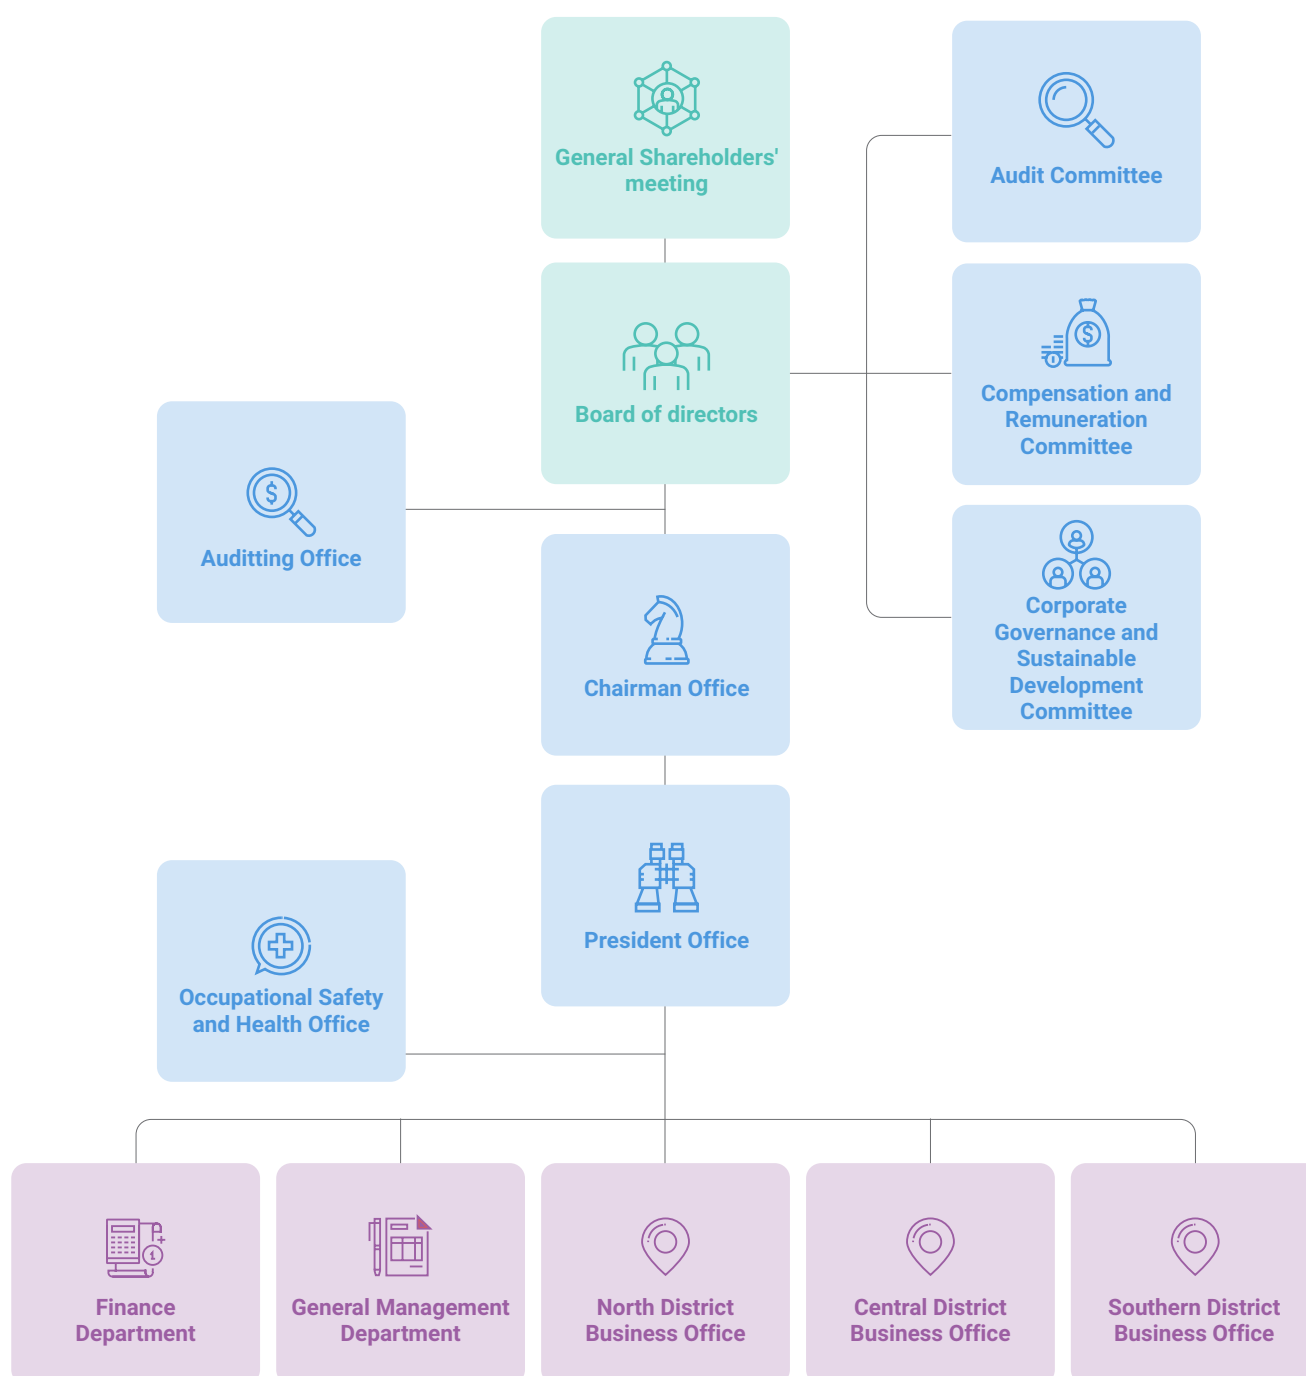 General Shareholders'
meeting
Audit Committee
Board of directors
Compensation and
Remuneration
Committee
Auditting Office
Corporate
Governance and
Sustainable
Development
Committee
Chairman Office
President Office
Occupational Safety
and Health Office
Finance
Department
General Management
Department
North District
Business Office
Central District
Business Office
Southern District
Business Office